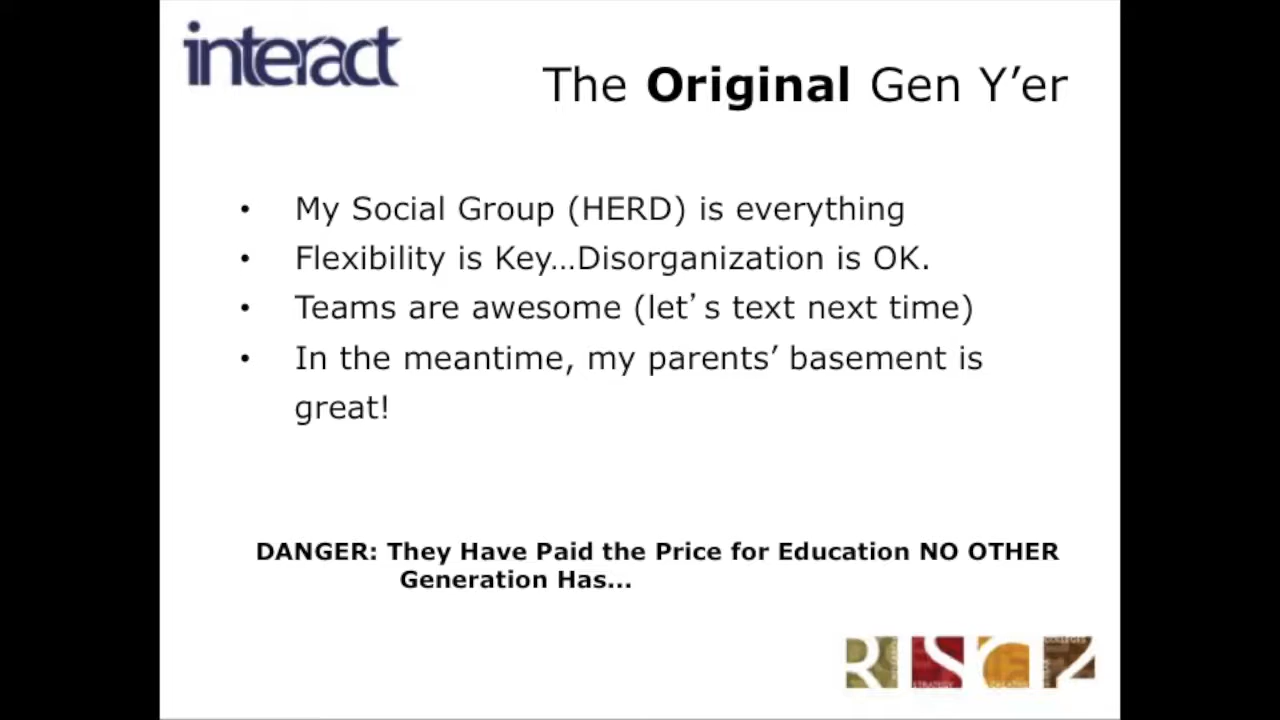 interact
The Original Gen Y’er
• My Social Group (HERD) is everything
• Flexibility is Key…Disorganization is OK.
• Teams are awesome (let’s text next time)
• In the meantime, my parents’ basement is
great!
DANGER: They Have Paid the Price for Education NO OTHER
Generation Has...